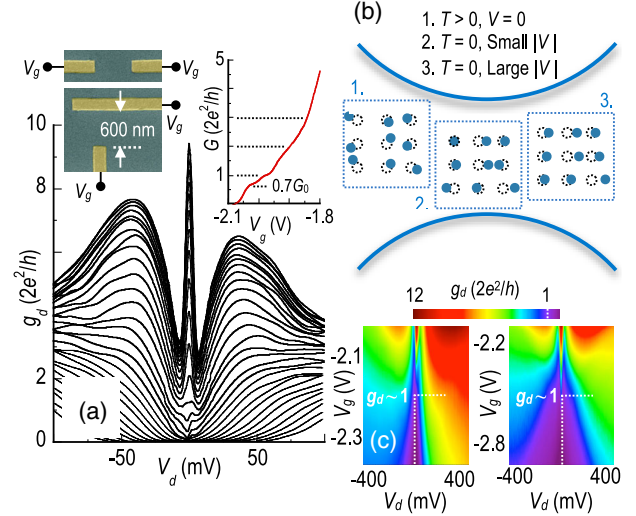 V_g
V_g
V_g
600 nm
V_g
10
8
6
4
2
0
g_d (2e²/h)
(a)
-50
0
50
V_d (mV)
G (2e²/h)
5
3
1
0.7G₀
-2.1
-1.8
V_g (V)
(b)
1. T > 0, V = 0
2. T = 0, Small |V|
3. T = 0, Large |V|
1.
2.
3.
g_d (2e²/h)
12
1
-2.1
-2.3
V_g (V)
g_d ~ 1
(c)
-400
400
V_d (mV)
-2.2
-2.8
V_g (V)
g_d ~ 1
-400
400
V_d (mV)